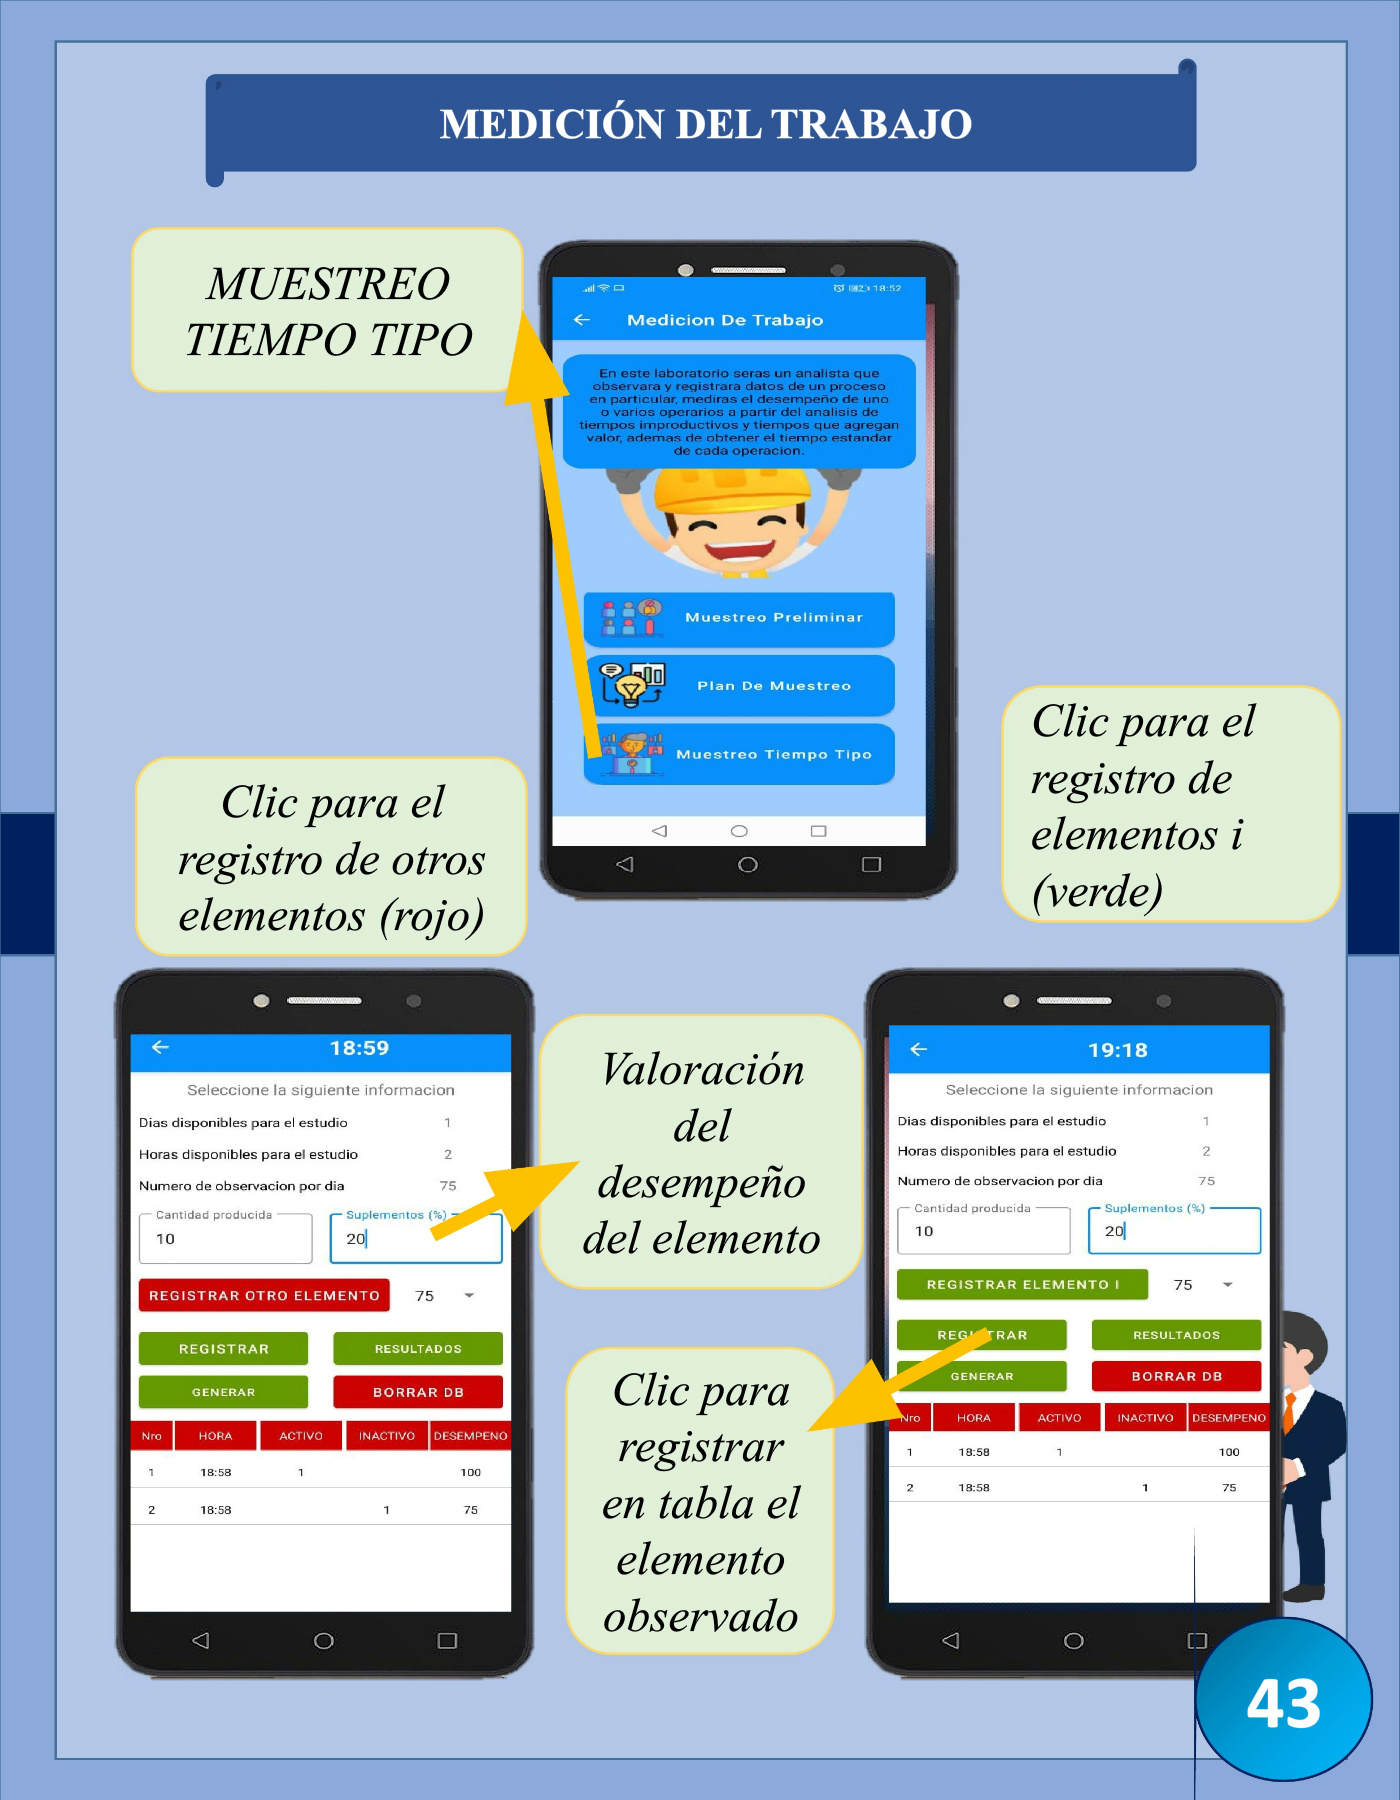 MEDICIÓN DEL TRABAJO
MUESTREO
TIEMPO TIPO
18:52
Medicion De Trabajo
En este laboratorio seras un analista que
observara y registrara datos de un proceso
en particular, mediras el desempeño de uno
o varios operarios a partir del analisis de
tiempos improductivos y tiempos que agregan
valor, ademas de obtener el tiempo estandar
de cada operacion.
Muestreo Preliminar
Plan De Muestreo
Muestreo Tiempo Tipo
Clic para el
registro de
elementos i
(verde)
Clic para el
registro de otros
elementos (rojo)
18:59
Seleccione la siguiente informacion
Dias disponibles para el estudio 1
Horas disponibles para el estudio 2
Numero de observacion por dia 75
Cantidad producida Suplementos (%)
10 20
REGISTRAR OTRO ELEMENTO 75
REGISTRAR RESULTADOS
GENERAR BORRAR DB
Nro HORA ACTIVO INACTIVO DESEMPENO
1 18:58 1 100
2 18:58 1 75
Valoración
del
desempeño
del elemento
Clic para
registrar
en tabla el
elemento
observado
19:18
Seleccione la siguiente informacion
Dias disponibles para el estudio 1
Horas disponibles para el estudio 2
Numero de observacion por dia 75
Cantidad producida Suplementos (%)
10 20
REGISTRAR ELEMENTO I 75
REGISTRAR RESULTADOS
GENERAR BORRAR DB
Nro HORA ACTIVO INACTIVO DESEMPENO
1 18:58 1 100
2 18:58 1 75
43